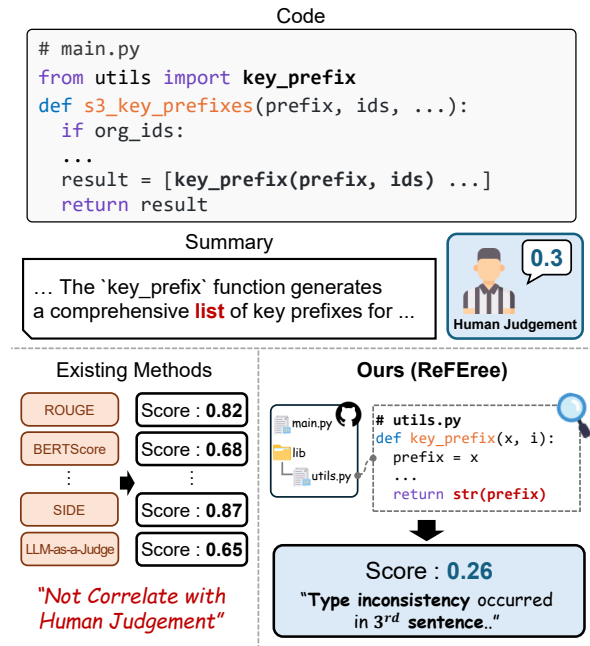 Code
# main.py
from utils import key_prefix
def s3_key_prefixes(prefix, ids, ...):
if org_ids:
...
result = [key_prefix(prefix, ids) ...]
return result
Summary
... The `key_prefix` function generates
a comprehensive list of key prefixes for ...
0.3
Human Judgement
Existing Methods
ROUGE
Score : 0.82
BERTScore
Score : 0.68
SIDE
Score : 0.87
LLM-as-a-Judge
Score : 0.65
"Not Correlate with
Human Judgement"
Ours (ReFEree)
main.py
lib
utils.py
# utils.py
def key_prefix(x, i):
prefix = x
...
return str(prefix)
Score : 0.26
"Type inconsistency occurred
in 3rd sentence.."